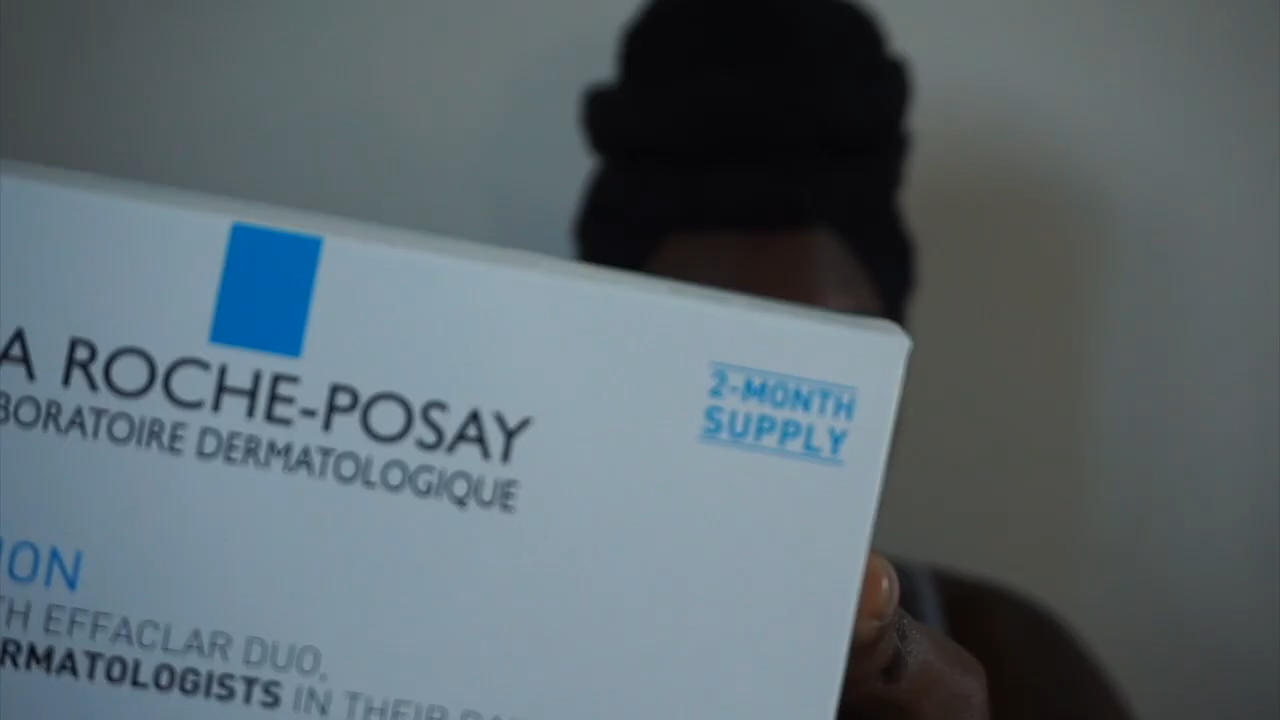 A ROCHE-POSAY
BORATOIRE DERMATOLOGIQUE
2-MONTH
SUPPLY
ION
TH EFFACLAR DUO,
RMATOLOGISTS IN THEIR